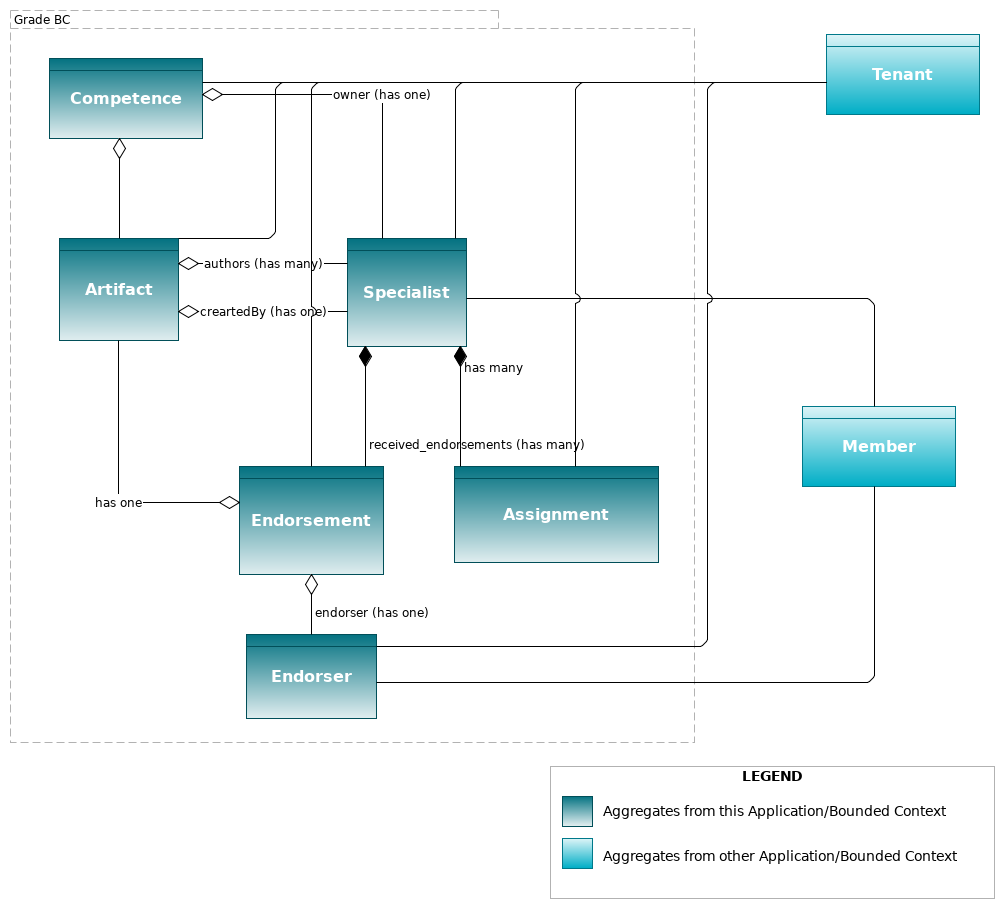 Grade BC
Tenant
Competence
owner (has one)
Artifact
authors (has many)
Specialist
creartedBy (has one)
has many
received_endorsements (has many)
Member
has one
Endorsement
Assignment
endorser (has one)
Endorser
LEGEND
Aggregates from this Application/Bounded Context
Aggregates from other Application/Bounded Context